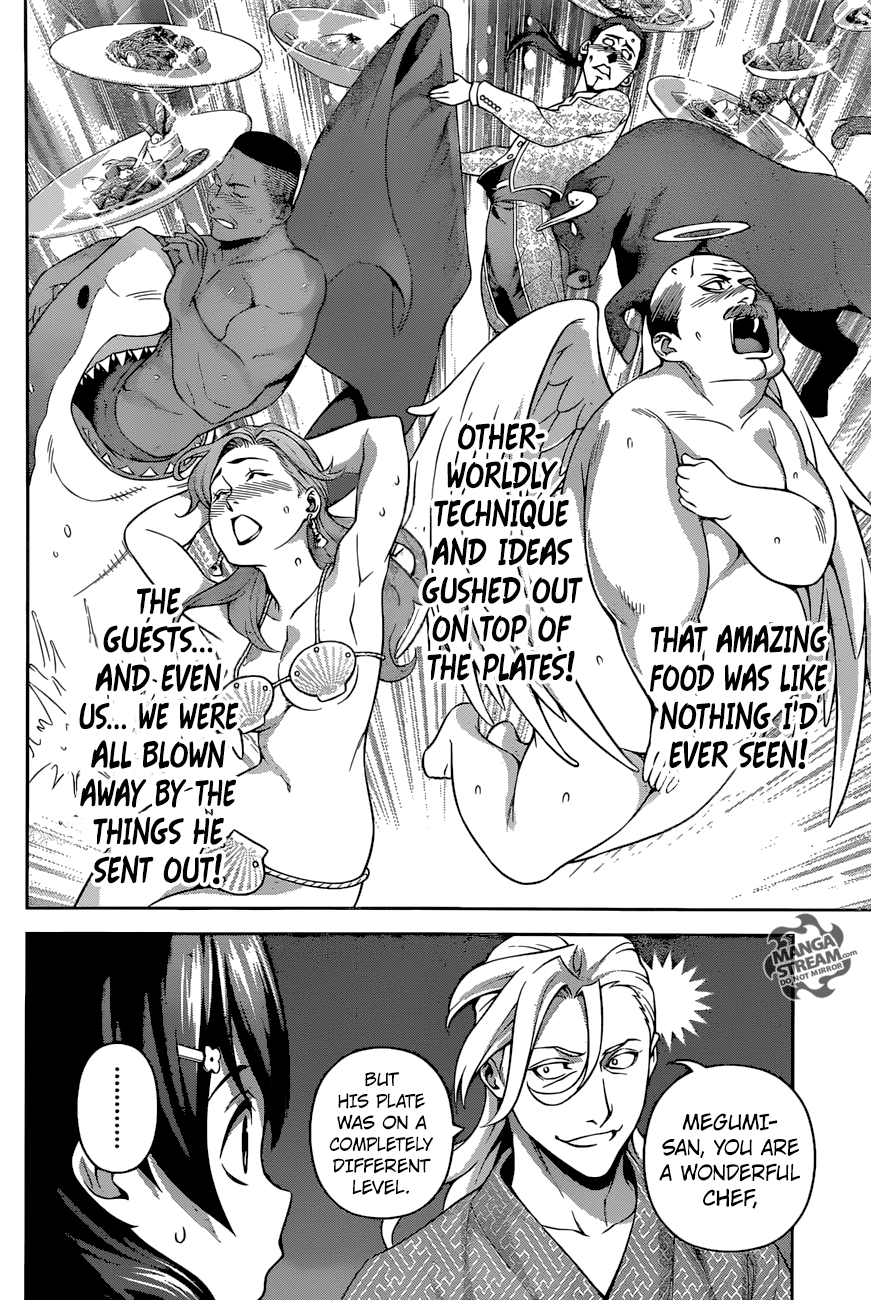 THAT AMAZING
FOOD WAS LIKE
NOTHING I'D
EVER SEEN!
OTHER-
WORLDLY
TECHNIQUE
AND IDEAS
GUSHED OUT
ON TOP OF
THE PLATES!
THE
GUESTS...
AND EVEN
US... WE WERE
ALL BLOWN
AWAY BY THE
THINGS HE
SENT OUT!
MANGA
STREAM.com
DO NOT MIRROR
MEGUMI-
SAN, YOU ARE
A WONDERFUL
CHEF,
BUT
HIS PLATE
WAS ON A
COMPLETELY
DIFFERENT
LEVEL.
.........